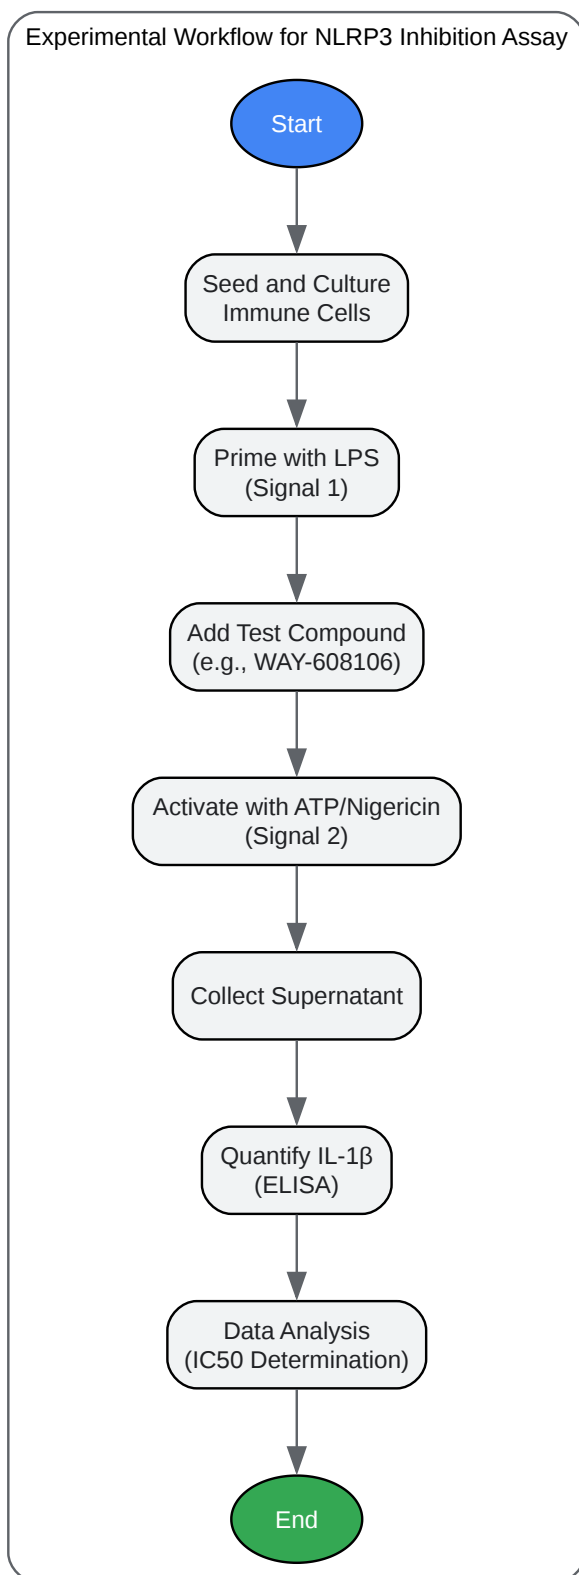 Experimental Workflow for NLRP3 Inhibition Assay
Start
Seed and Culture
Immune Cells
Prime with LPS
(Signal 1)
Add Test Compound
(e.g., WAY-608106)
Activate with ATP/Nigericin
(Signal 2)
Collect Supernatant
Quantify IL-1β
(ELISA)
Data Analysis
(IC50 Determination)
End